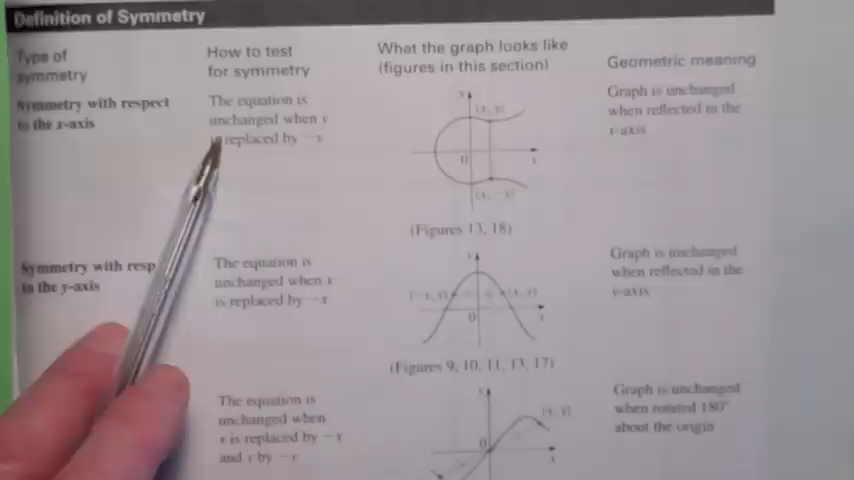 Definition of Symmetry
Type of
symmetry
How to test
for symmetry
What the graph looks like
(figures in this section)
Geometric meaning
Symmetry with respect
to the x-axis
The equation is
unchanged when y
is replaced by −y
y
(x, y)
0
x
(x, −y)
(Figures 13, 18)
Graph is unchanged
when reflected in the
x-axis
Symmetry with resp
in the y-axis
The equation is
unchanged when x
is replaced by −x
y
(−x, y)
(x, y)
0
x
(Figures 9, 10, 11, 13, 17)
Graph is unchanged
when reflected in the
y-axis
The equation is
unchanged when
x is replaced by −x
and y by −y
y
(x, y)
0
x
Graph is unchanged
when rotated 180°
about the origin